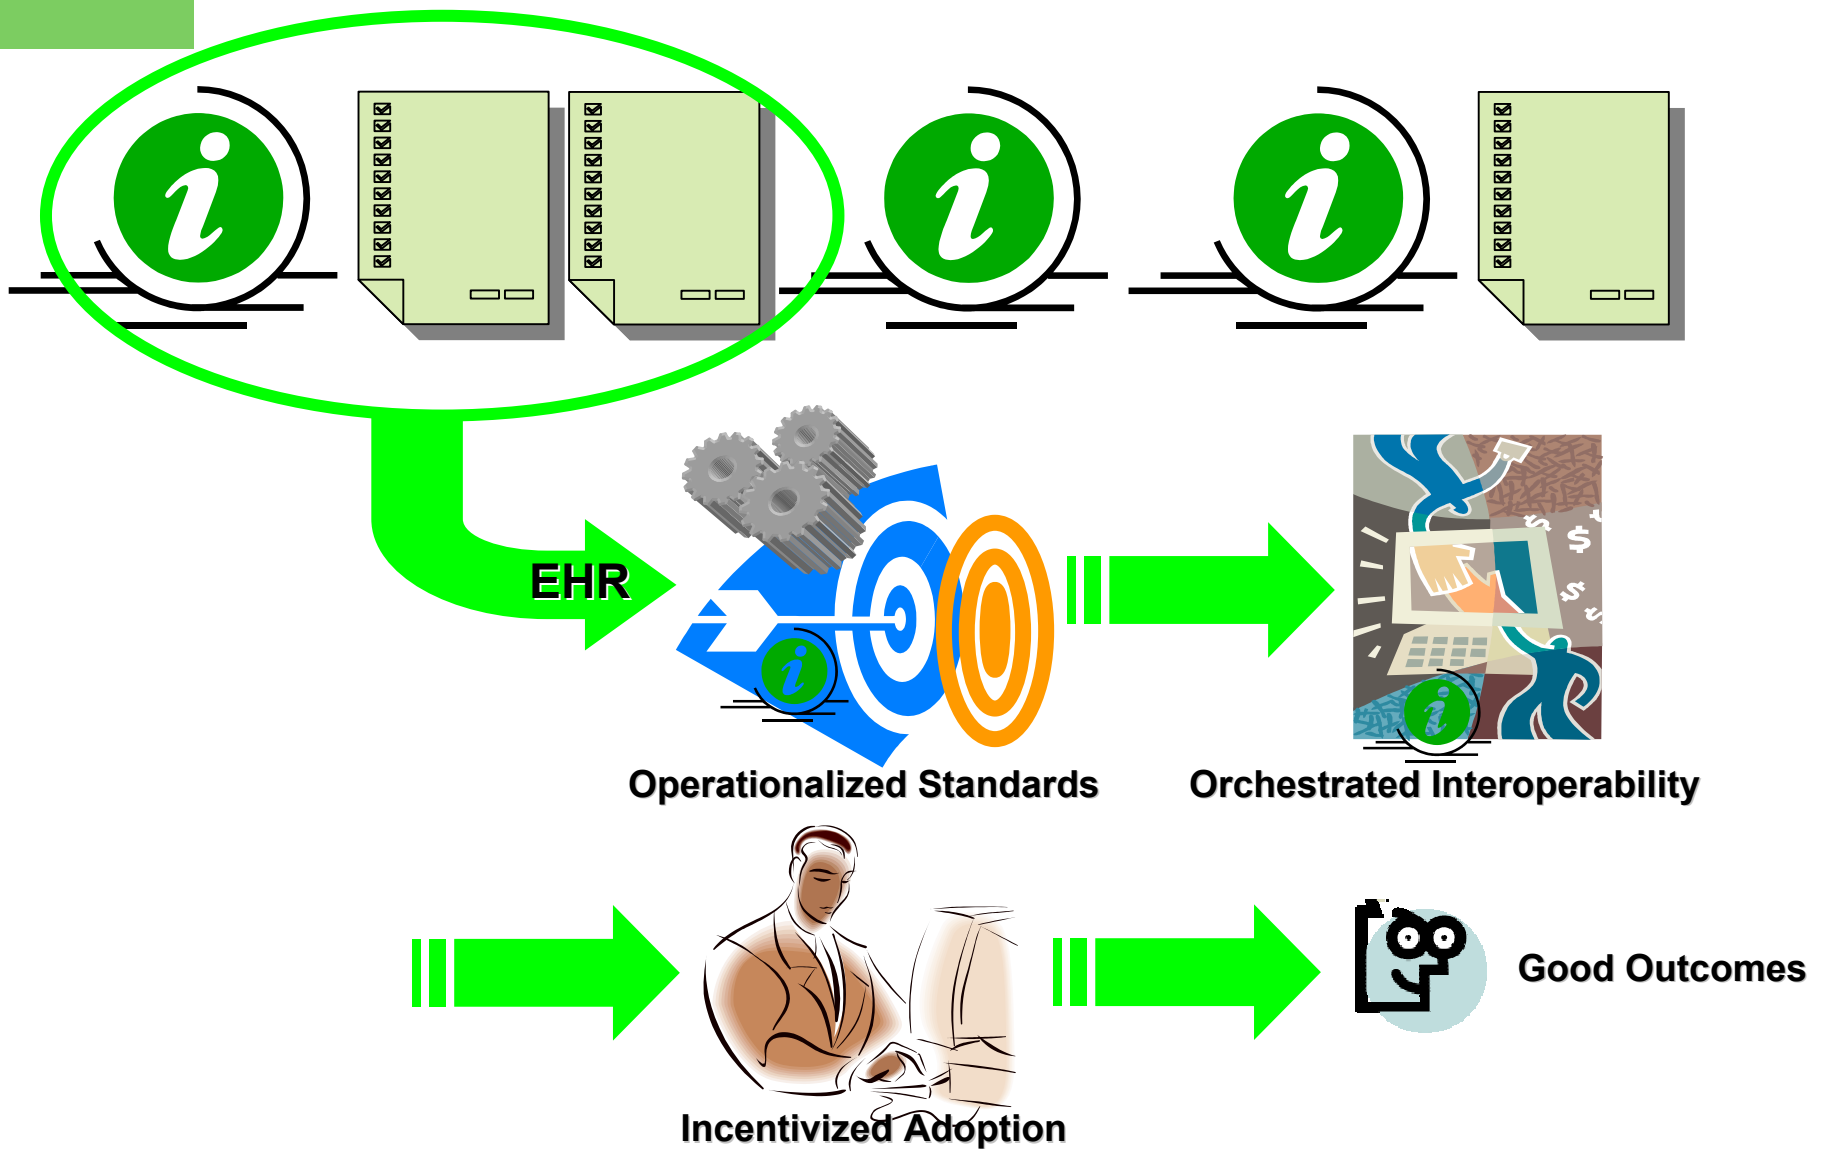 EHR
Operationalized Standards
Orchestrated Interoperability
Good Outcomes
Incentivized Adoption